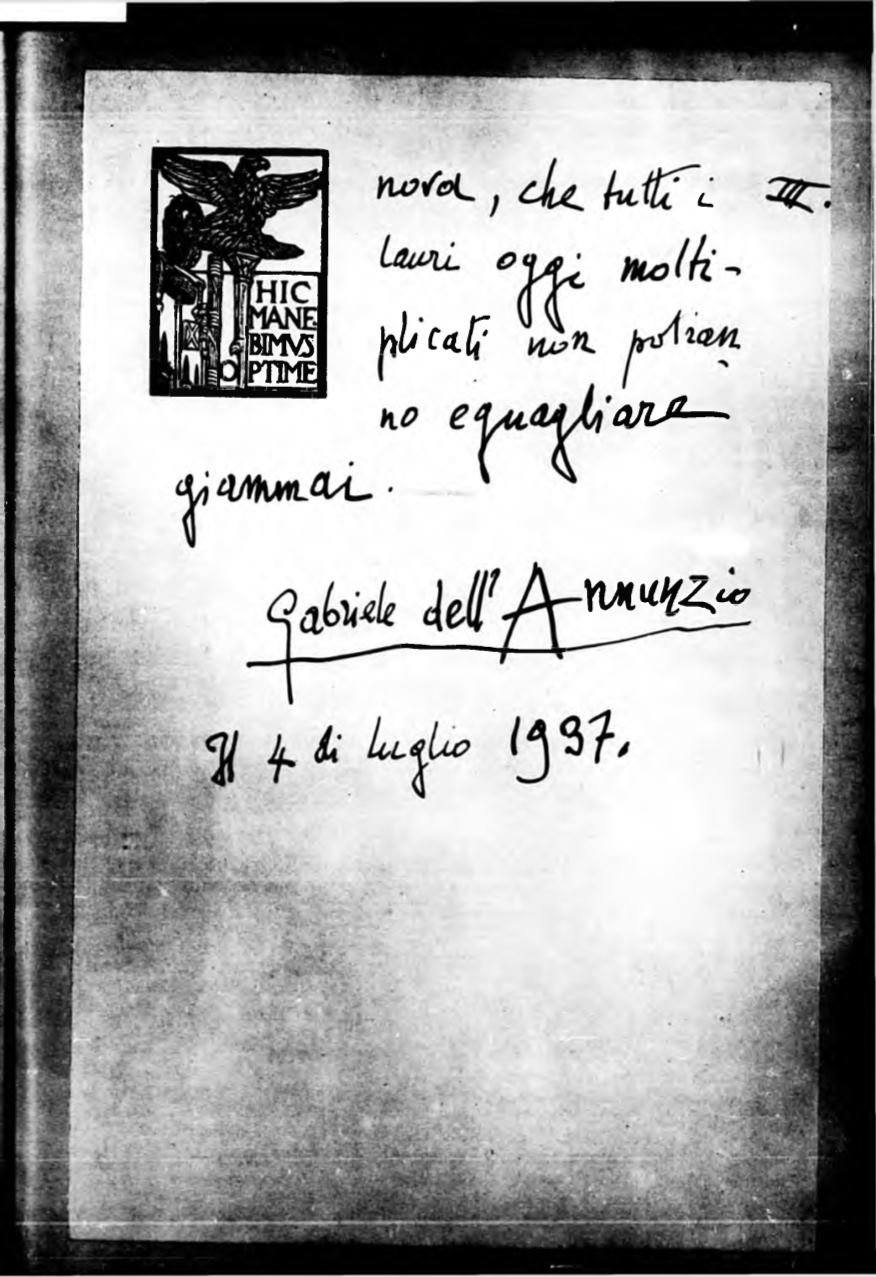 HIC
MANE
BIMVS
OPTIME
nova, che tutti i III.
lauri oggi molti-
plicati non potran
no eguagliare
giammai.
Gabriele dell'Annunzio
Il 4 di luglio 1937.